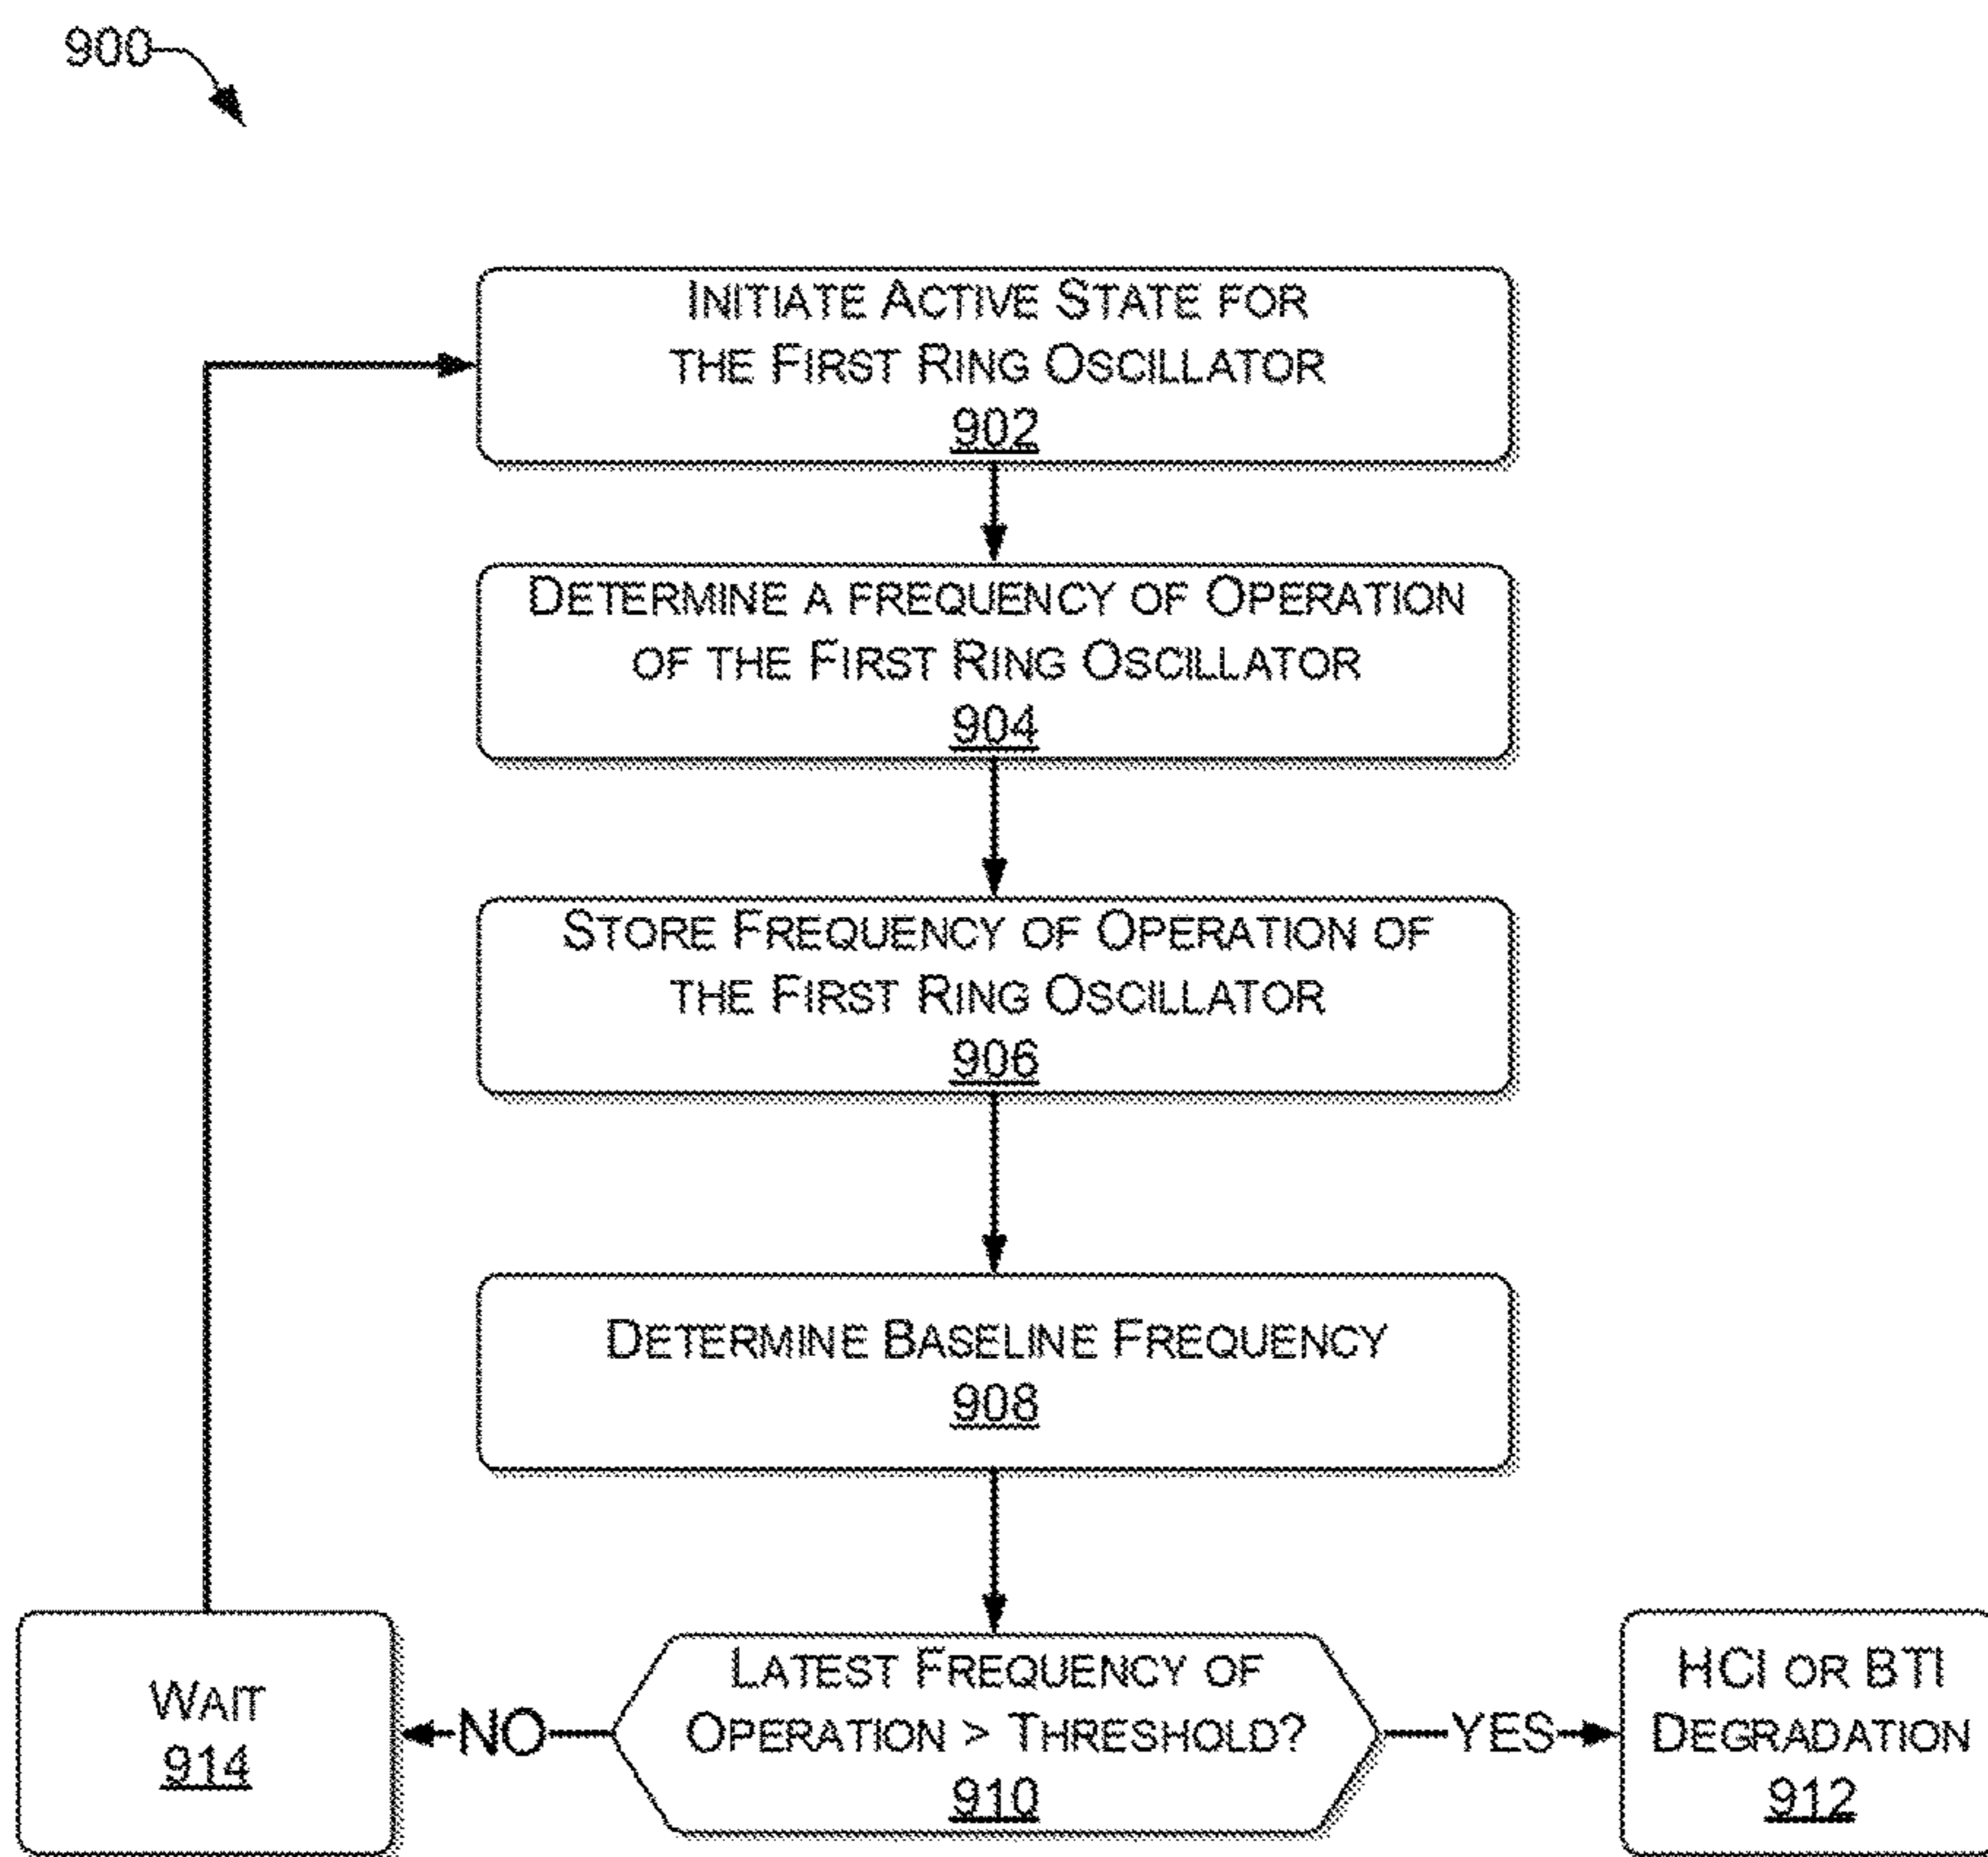 900
INITIATE ACTIVE STATE FOR
THE FIRST RING OSCILLATOR
902
DETERMINE A FREQUENCY OF OPERATION
OF THE FIRST RING OSCILLATOR
904
STORE FREQUENCY OF OPERATION OF
THE FIRST RING OSCILLATOR
906
DETERMINE BASELINE FREQUENCY
908
LATEST FREQUENCY OF
OPERATION > THRESHOLD?
910
NO
WAIT
914
YES
HCI OR BTI
DEGRADATION
912